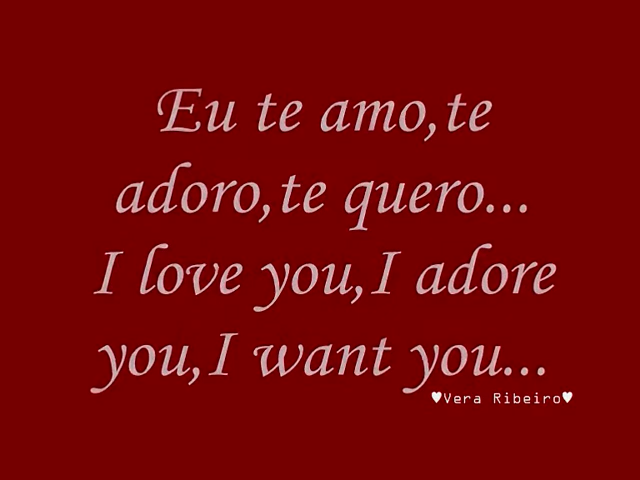 Eu te amo,te
adoro,te quero...
I love you,I adore
you,I want you...
♥Vera Ribeiro♥